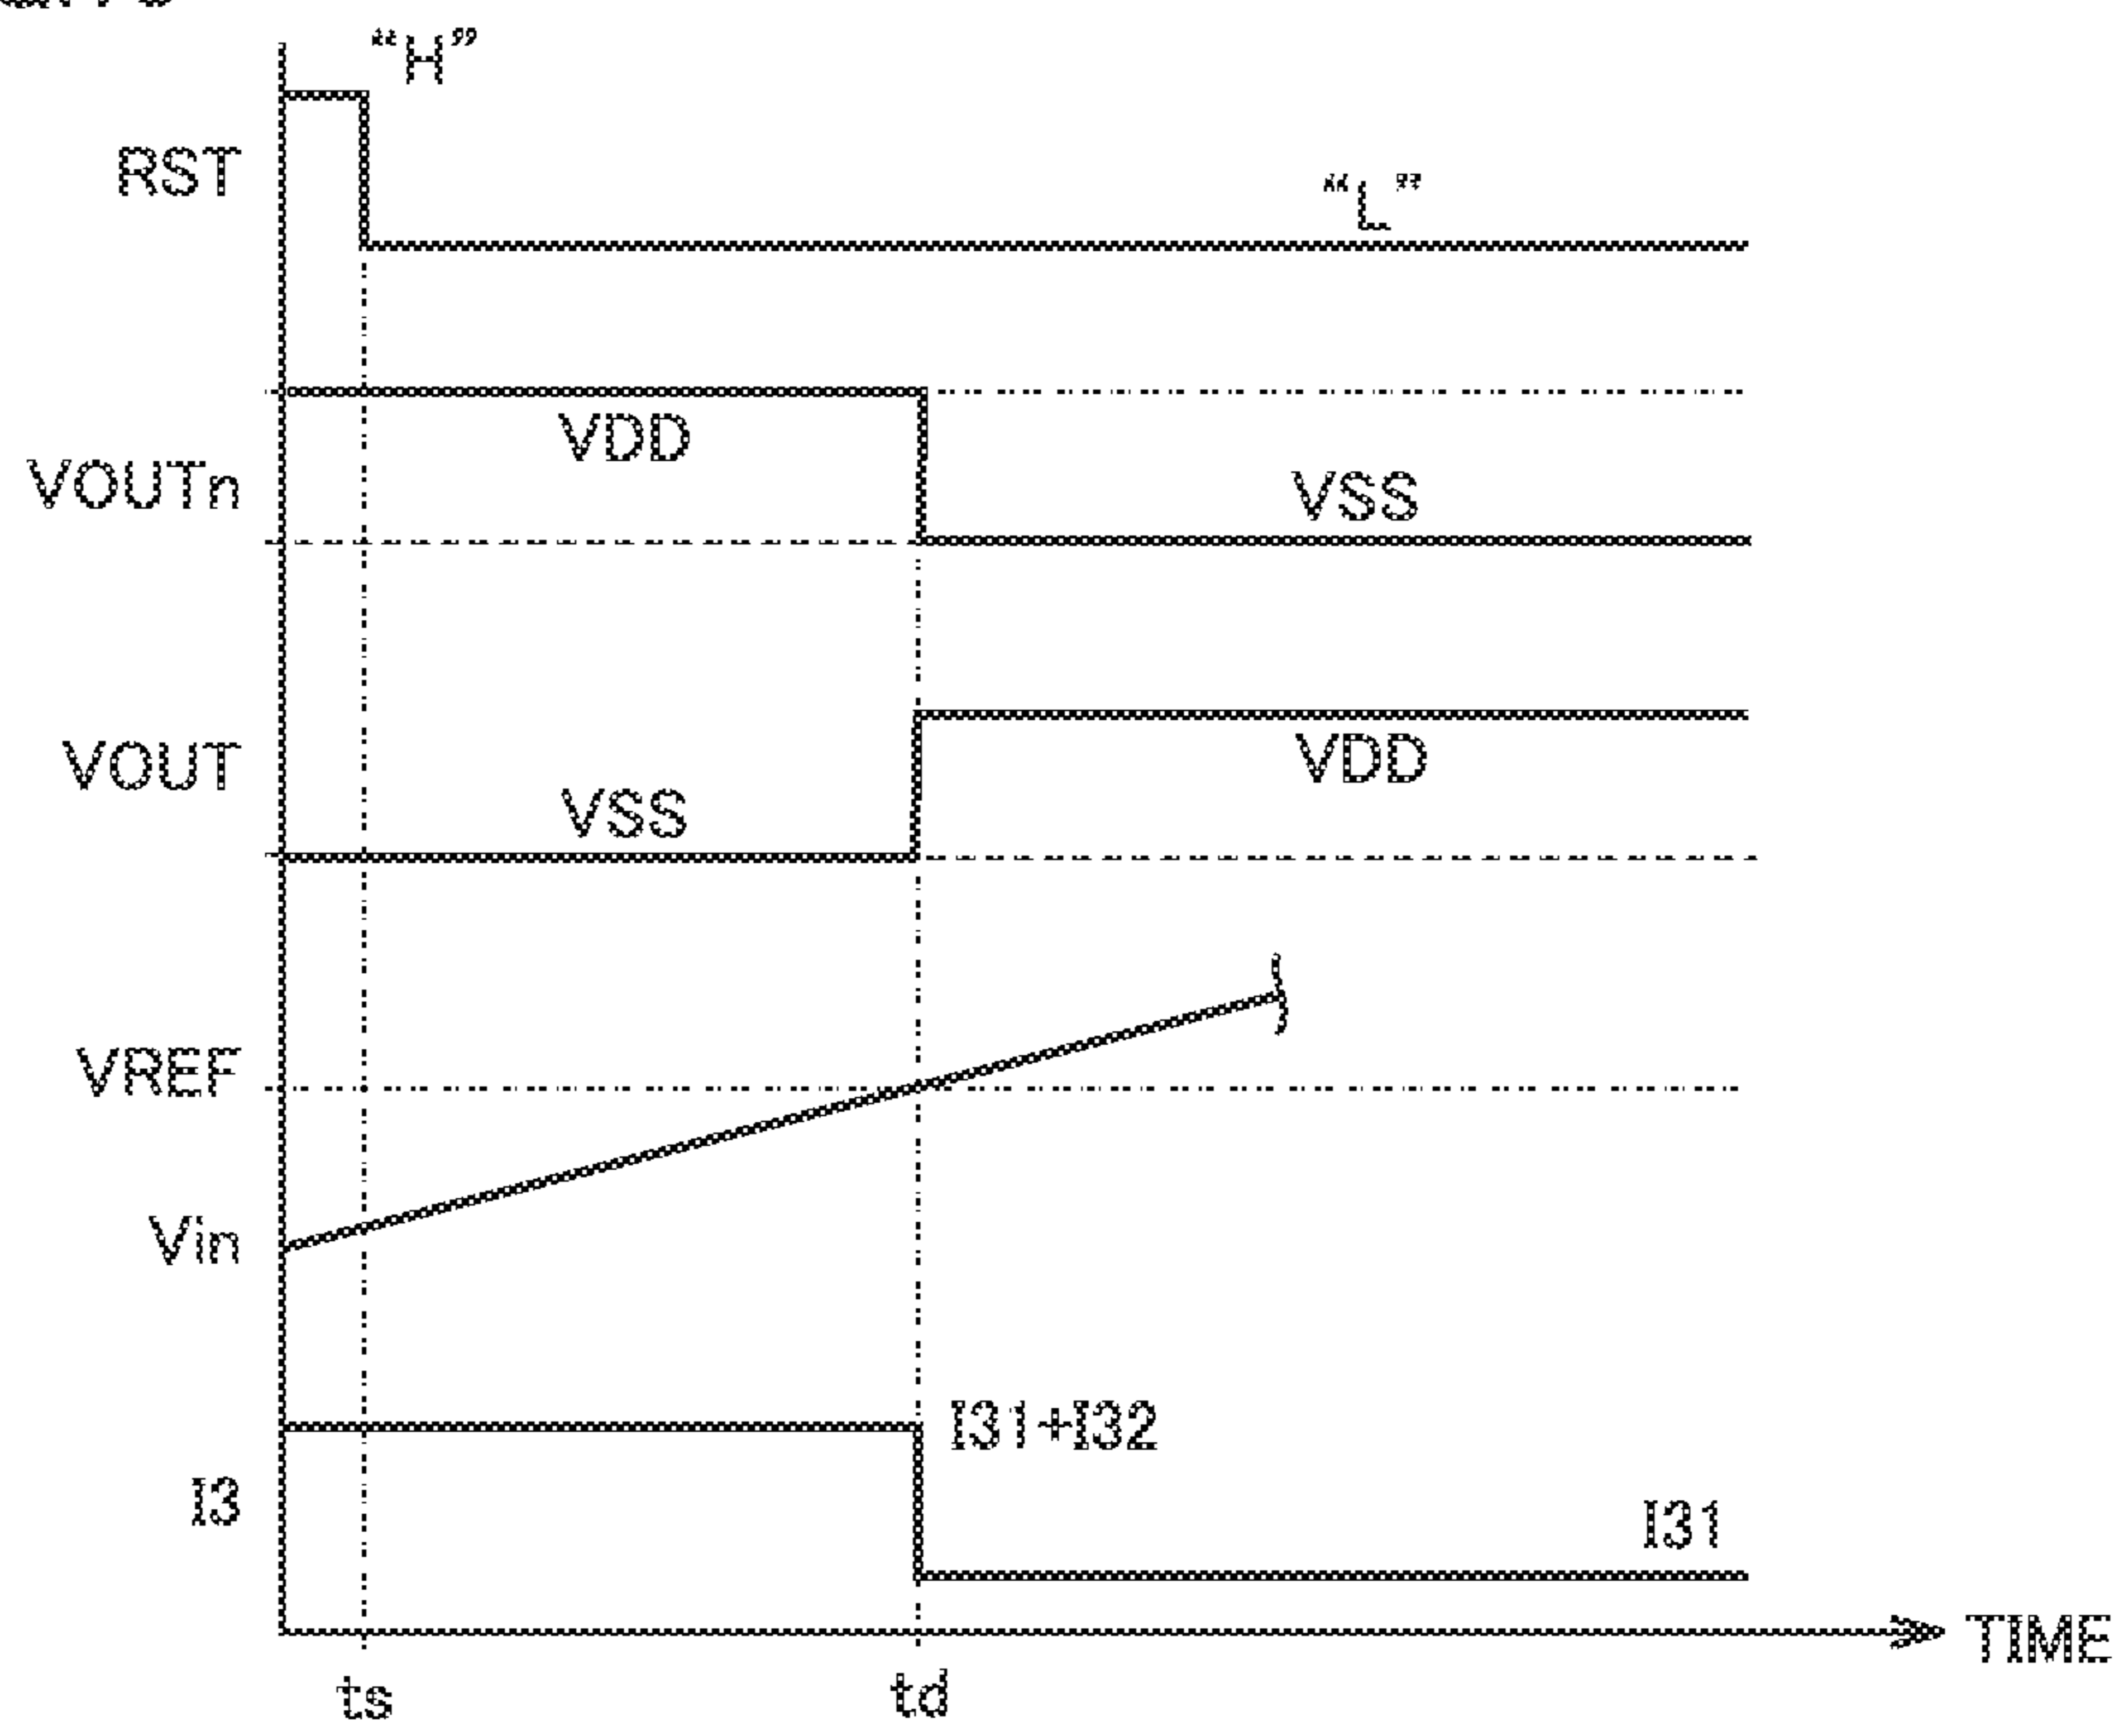 “H”
RST
“L”
VDD
VOUTn
VSS
VOUT
VDD
VSS
VREF
Vin
I31+I32
I3
I31
TIME
ts
td